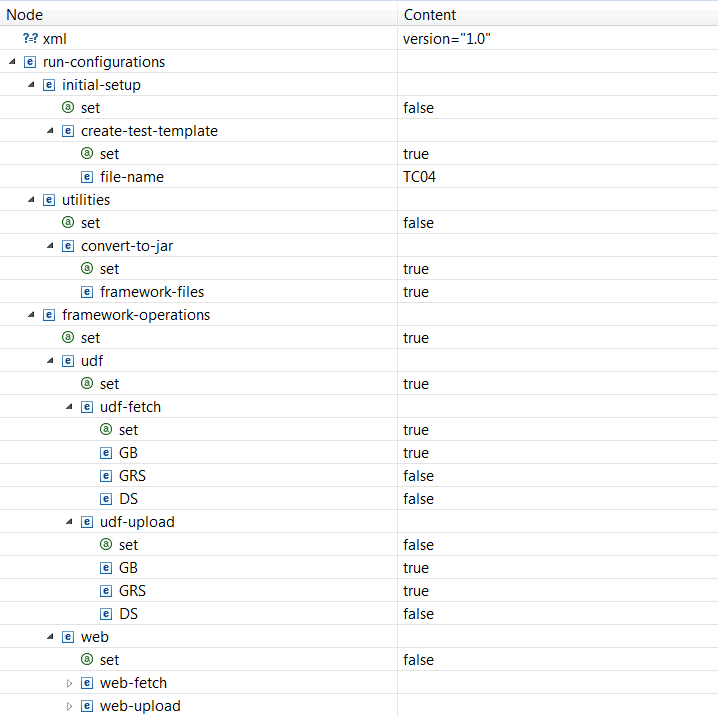 Node Content
?=? xml version="1.0"
e run-configurations
e initial-setup
a set false
e create-test-template
a set true
e file-name TC04
e utilities
a set false
e convert-to-jar
a set true
e framework-files true
e framework-operations
a set true
e udf
a set true
e udf-fetch
a set true
e GB true
e GRS false
e DS false
e udf-upload
a set false
e GB true
e GRS true
e DS false
e web
a set false
e web-fetch
e web-upload